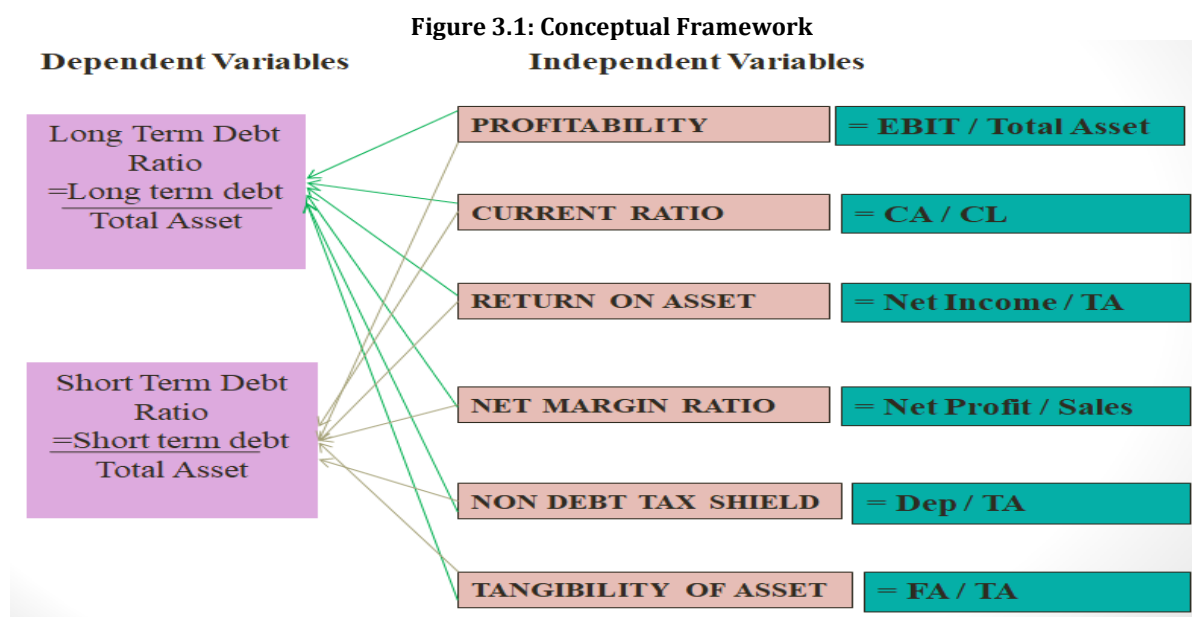 Figure 3.1: Conceptual Framework
Dependent Variables
Independent Variables
Long Term Debt
Ratio
=Long term debt
Total Asset
Short Term Debt
Ratio
=Short term debt
Total Asset
PROFITABILITY
= EBIT / Total Asset
CURRENT RATIO
= CA / CL
RETURN ON ASSET
= Net Income / TA
NET MARGIN RATIO
= Net Profit / Sales
NON DEBT TAX SHIELD
= Dep / TA
TANGIBILITY OF ASSET
= FA / TA